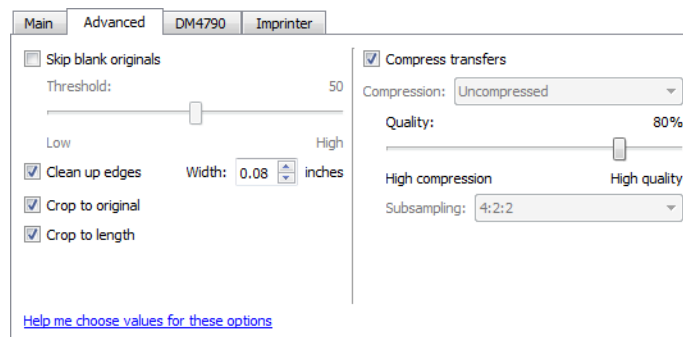 Main Advanced DM4790 Imprinter
Skip blank originals
Threshold: 50
Low High
Clean up edges Width: 0.08 inches
Crop to original
Crop to length
Compress transfers
Compression: Uncompressed
Quality: 80%
High compression High quality
Subsampling: 4:2:2
Help me choose values for these options